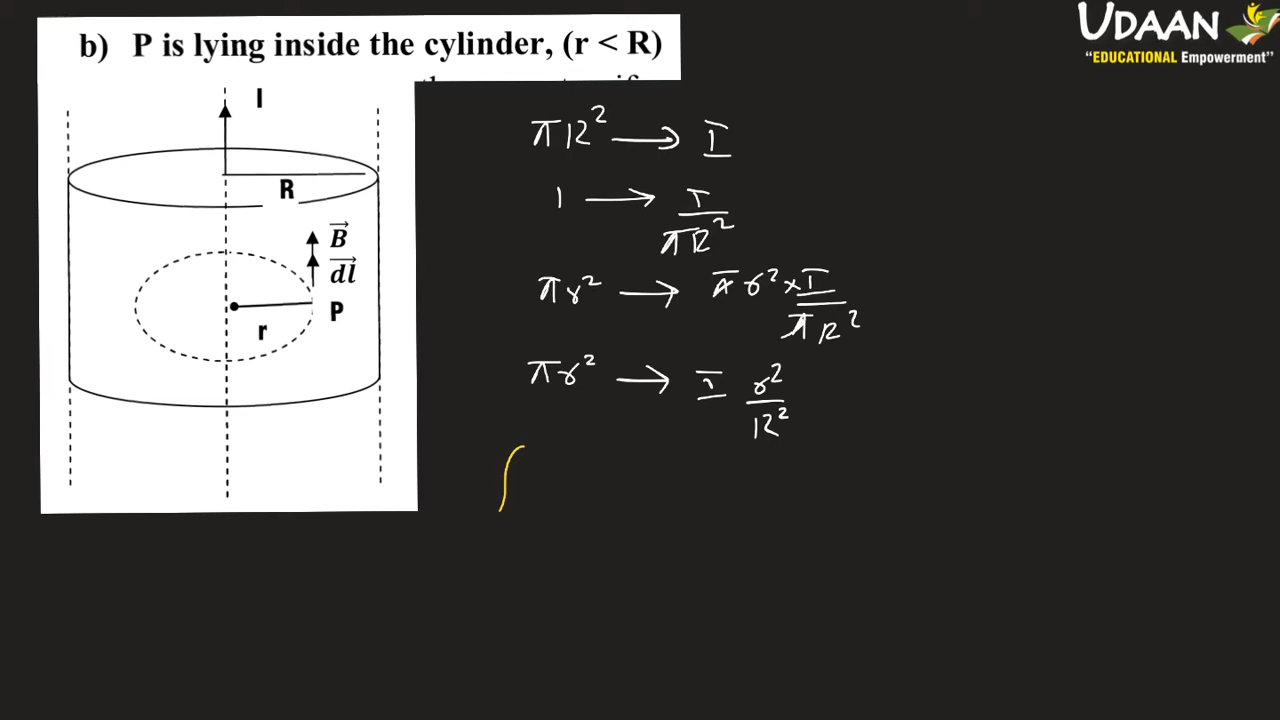 UDAAN
"EDUCATIONAL Empowerment"
b) P is lying inside the cylinder, (r < R)
I
R
B⃗
dl⃗
P
r
πR² → I
1 → I/πR²
πr² → πr² × I/πR²
πr² → I r²/R²
∫